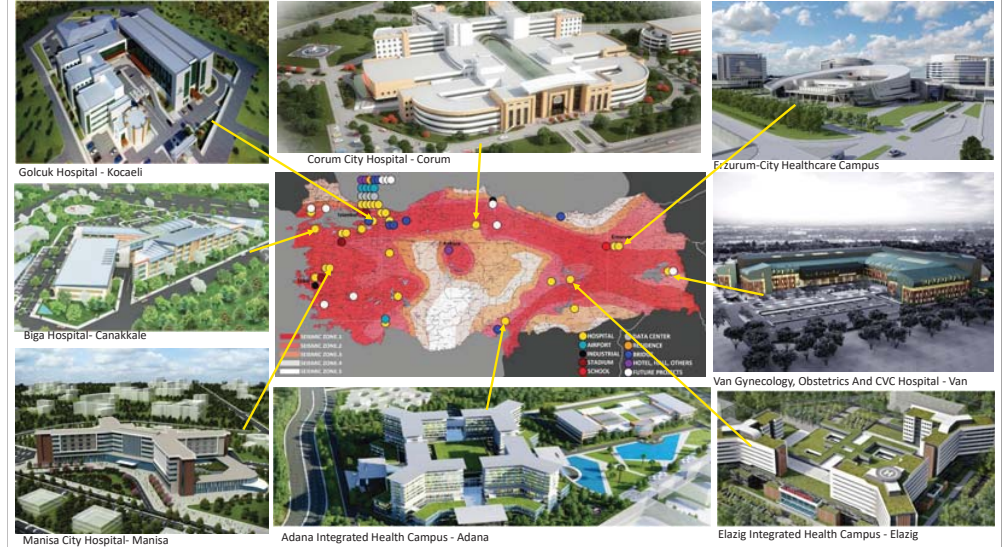 Golcuk Hospital - Kocaeli
Corum City Hospital - Corum
Erzurum-City Healthcare Campus
Biga Hospital- Canakkale
SEISMIC ZONE 1
SEISMIC ZONE 2
SEISMIC ZONE 3
SEISMIC ZONE 4
SEISMIC ZONE 5
HOSPITAL
AIRPORT
INDUSTRIAL
STADIUM
SCHOOL
DATA CENTER
RESIDENCE
BRIDGE
HOTEL, MALL, OTHERS
FUTURE PROJECTS
Van Gynecology, Obstetrics And CVC Hospital - Van
Manisa City Hospital- Manisa
Adana Integrated Health Campus - Adana
Elazig Integrated Health Campus - Elazig